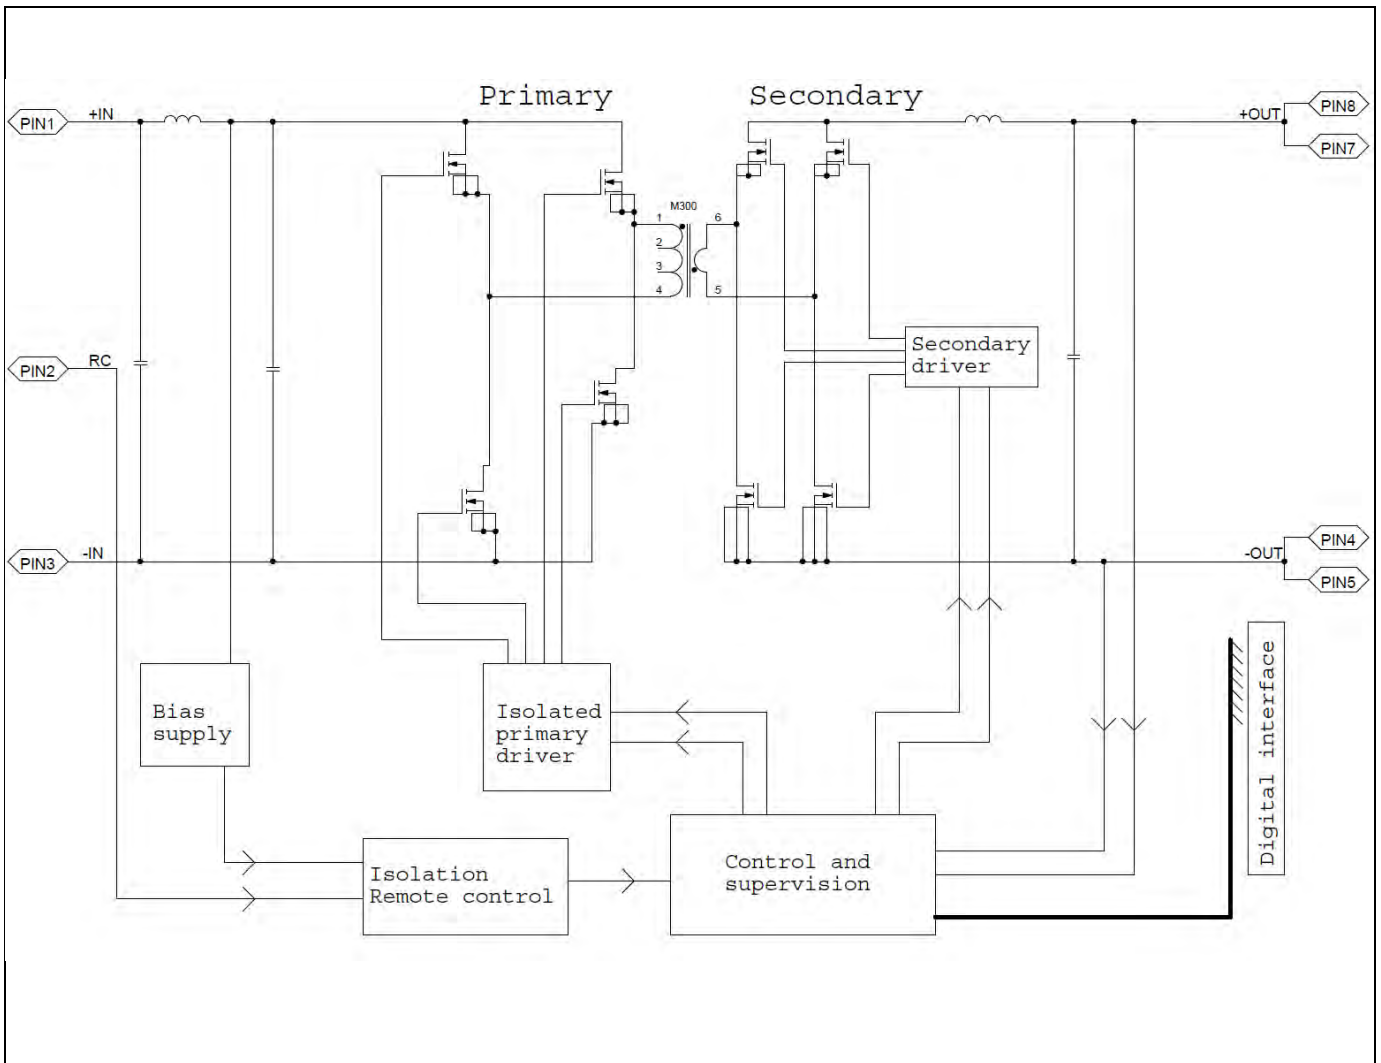 Primary
Secondary
PIN1
+IN
+OUT
PIN8
PIN7
M300
1
2
3
4
6
5
PIN2
RC
Secondary
driver
PIN3
-IN
-OUT
PIN4
PIN5
Bias
supply
Isolated
primary
driver
Digital interface
Isolation
Remote control
Control and
supervision